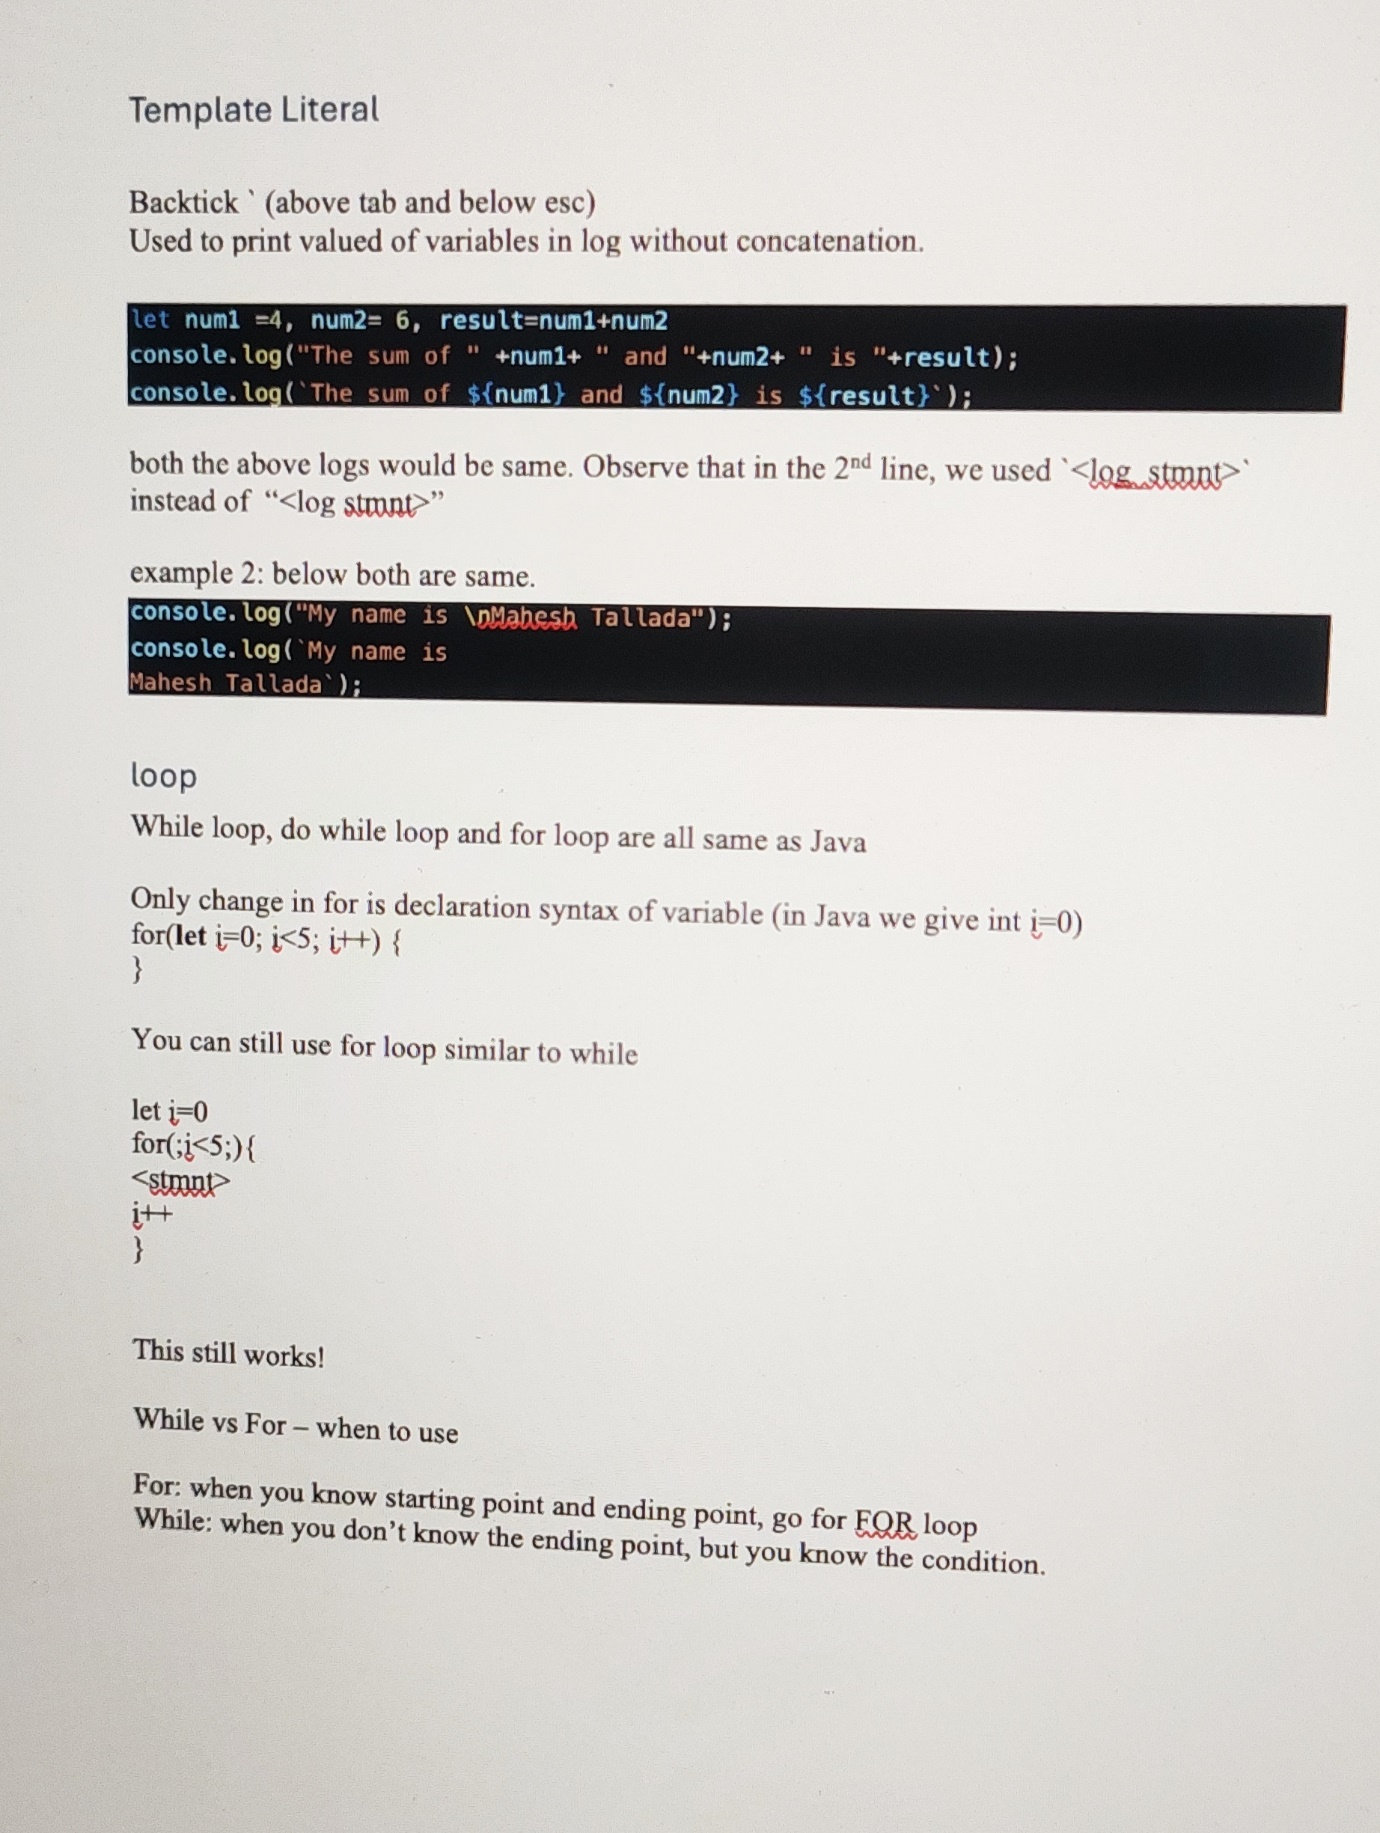 Template Literal
Backtick ` (above tab and below esc)
Used to print valued of variables in log without concatenation.
let num1 =4, num2= 6, result=num1+num2
console.log("The sum of " +num1+ " and "+num2+ " is "+result);
console.log(`The sum of ${num1} and ${num2} is ${result}`);
both the above logs would be same. Observe that in the 2nd line, we used `<log stmnt>`
instead of “<log stmnt>”
example 2: below both are same.
console.log("My name is \nMahesh Tallada");
console.log(`My name is
Mahesh Tallada`);
loop
While loop, do while loop and for loop are all same as Java
Only change in for is declaration syntax of variable (in Java we give int i=0)
for(let i=0; i<5; i++) {
}
You can still use for loop similar to while
let i=0
for(;i<5;){
<stmnt>
i++
}
This still works!
While vs For – when to use
For: when you know starting point and ending point, go for FOR loop
While: when you don’t know the ending point, but you know the condition.